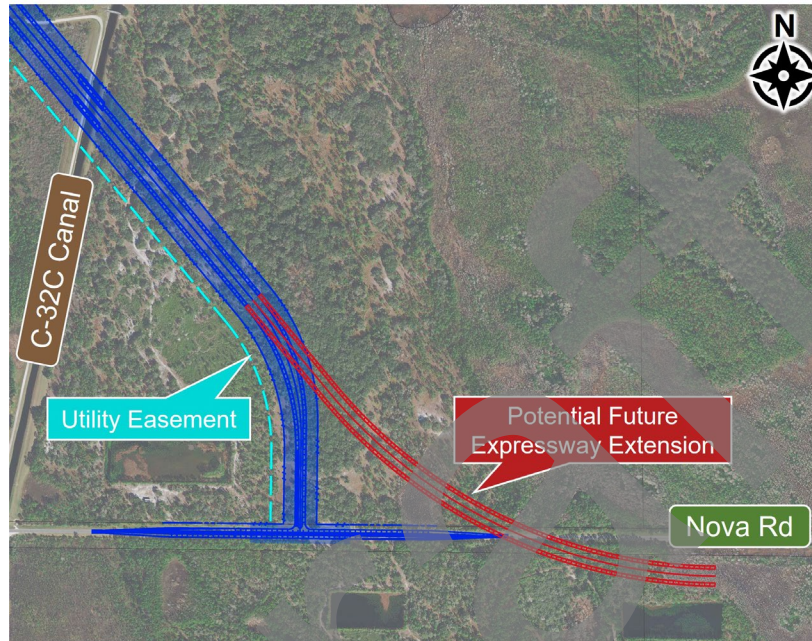 N
C-32C Canal
Utility Easement
Potential Future
Expressway Extension
Nova Rd